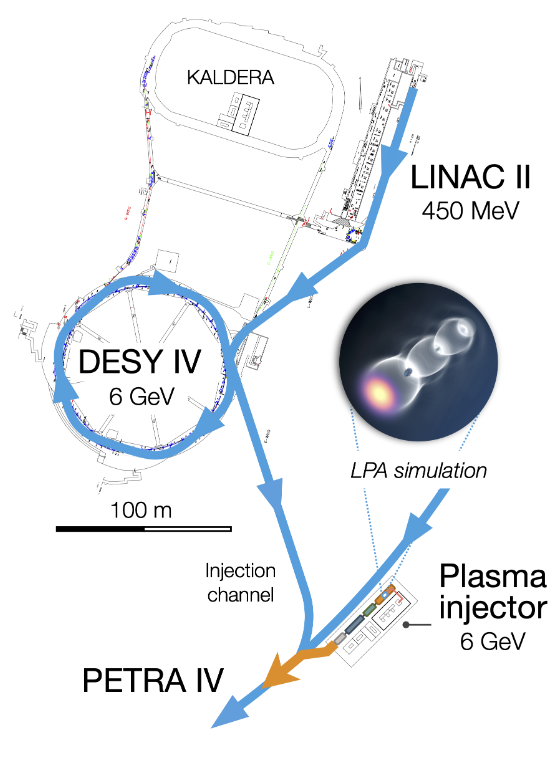 KALDERA
LINAC II
450 MeV
DESY IV
6 GeV
LPA simulation
100 m
Injection
channel
Plasma
injector
6 GeV
PETRA IV